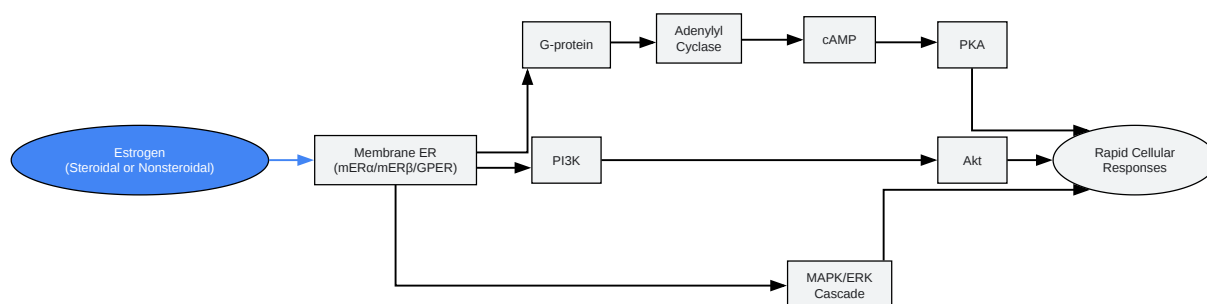 Estrogen
(Steroidal or Nonsteroidal)
Membrane ER
(mERα/mERβ/GPER)
G-protein
Adenylyl
Cyclase
cAMP
PKA
PI3K
Akt
MAPK/ERK
Cascade
Rapid Cellular
Responses